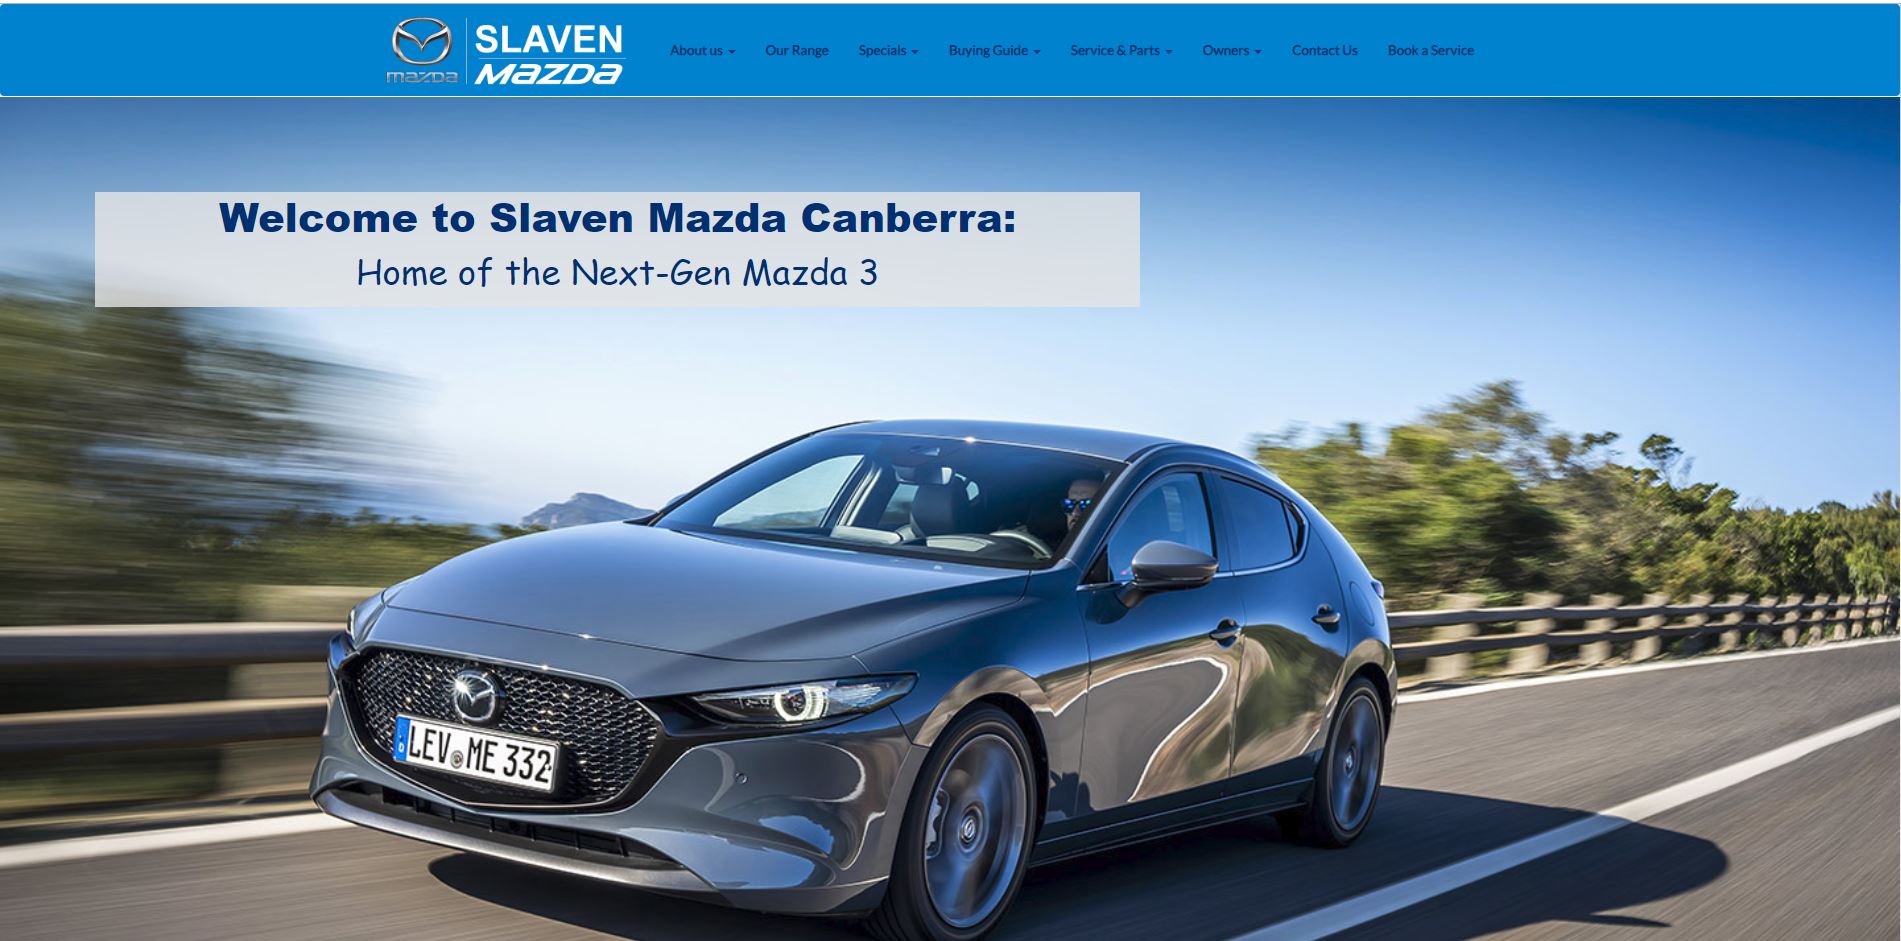 mazda
SLAVEN
mazda
About us
Our Range
Specials
Buying Guide
Service & Parts
Owners
Contact Us
Book a Service
Welcome to Slaven Mazda Canberra:
Home of the Next-Gen Mazda 3
D
LEV ME 332